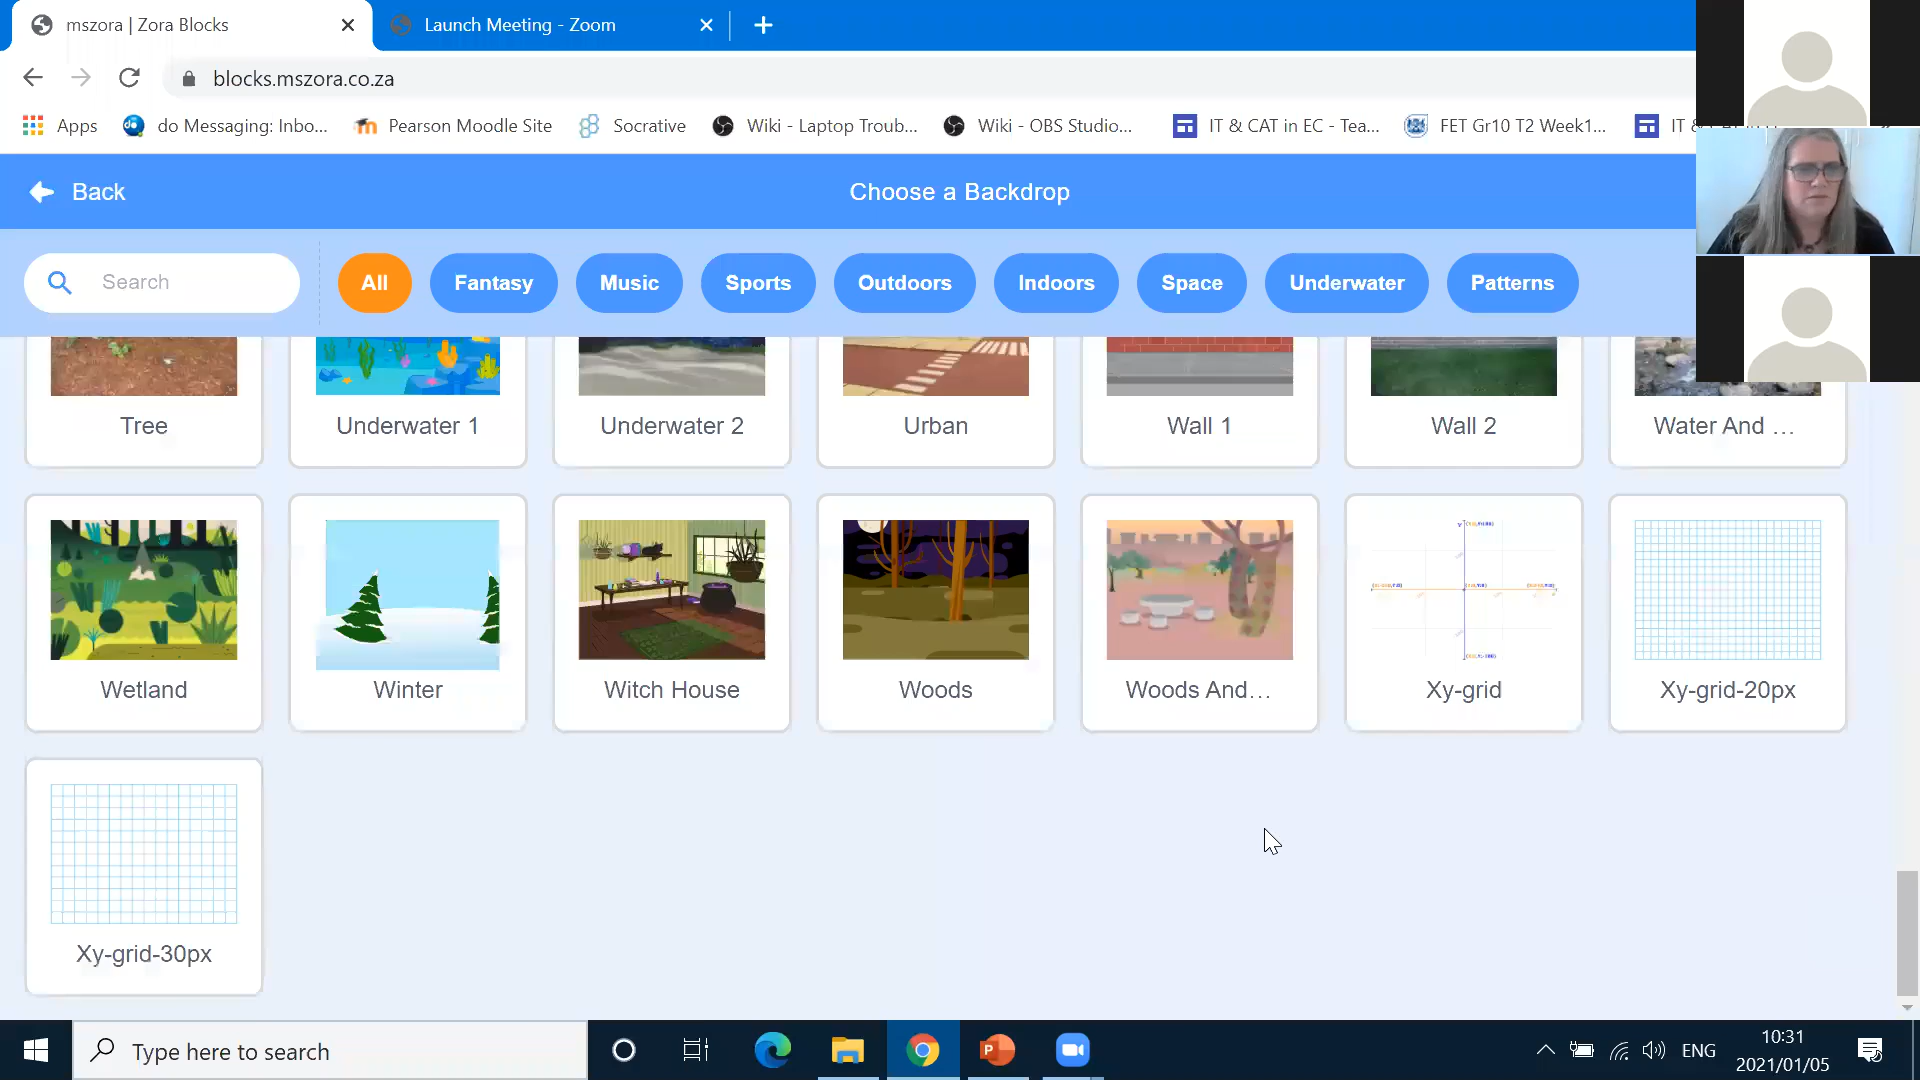 mszora | Zora Blocks
Launch Meeting - Zoom
blocks.mszora.co.za
Apps
do Messaging: Inbo...
Pearson Moodle Site
Socrative
Wiki - Laptop Troub...
Wiki - OBS Studio...
IT & CAT in EC - Tea...
FET Gr10 T2 Week1...
Back
Choose a Backdrop
Search
All
Fantasy
Music
Sports
Outdoors
Indoors
Space
Underwater
Patterns
Tree
Underwater 1
Underwater 2
Urban
Wall 1
Wall 2
Water And ...
Wetland
Winter
Witch House
Woods
Woods And...
Xy-grid
Xy-grid-20px
Xy-grid-30px
Type here to search
ENG
10:31
2021/01/05